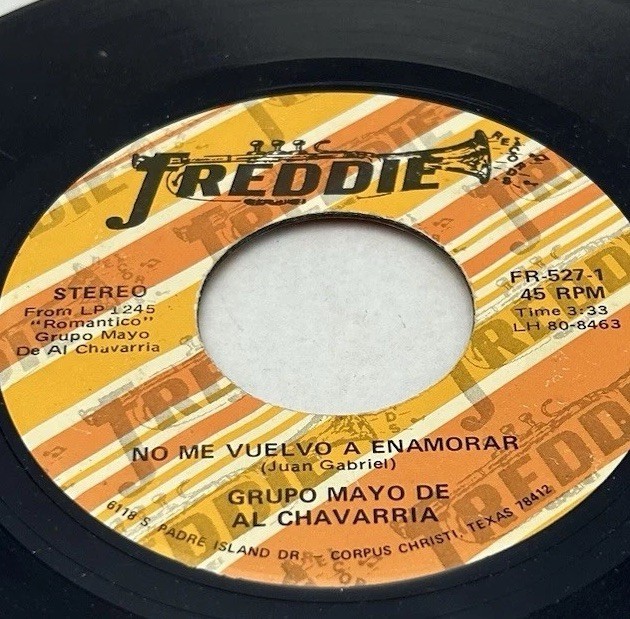 FREDDIE
RECORDS
STEREO
From LP 1245
"Romantico"
Grupo Mayo
De Al Chavarria
FR-527-1
45 RPM
Time 3:33
LH 80-8463
NO ME VUELVO A ENAMORAR
(Juan Gabriel)
GRUPO MAYO DE
AL CHAVARRIA
6118 S. PADRE ISLAND DR. - CORPUS CHRISTI, TEXAS 78412